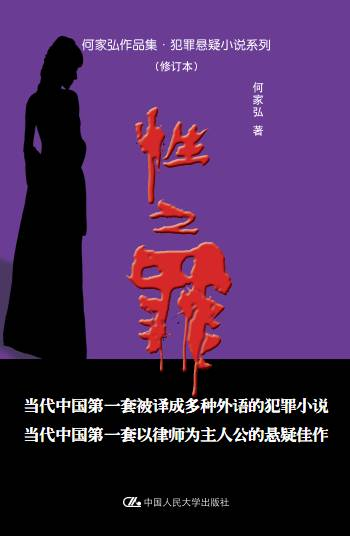 何家弘作品集·犯罪悬疑小说系列
（修订本）
何家弘 著
性之罪
当代中国第一套被译成多种外语的犯罪小说
当代中国第一套以律师为主人公的悬疑佳作
中国人民大学出版社